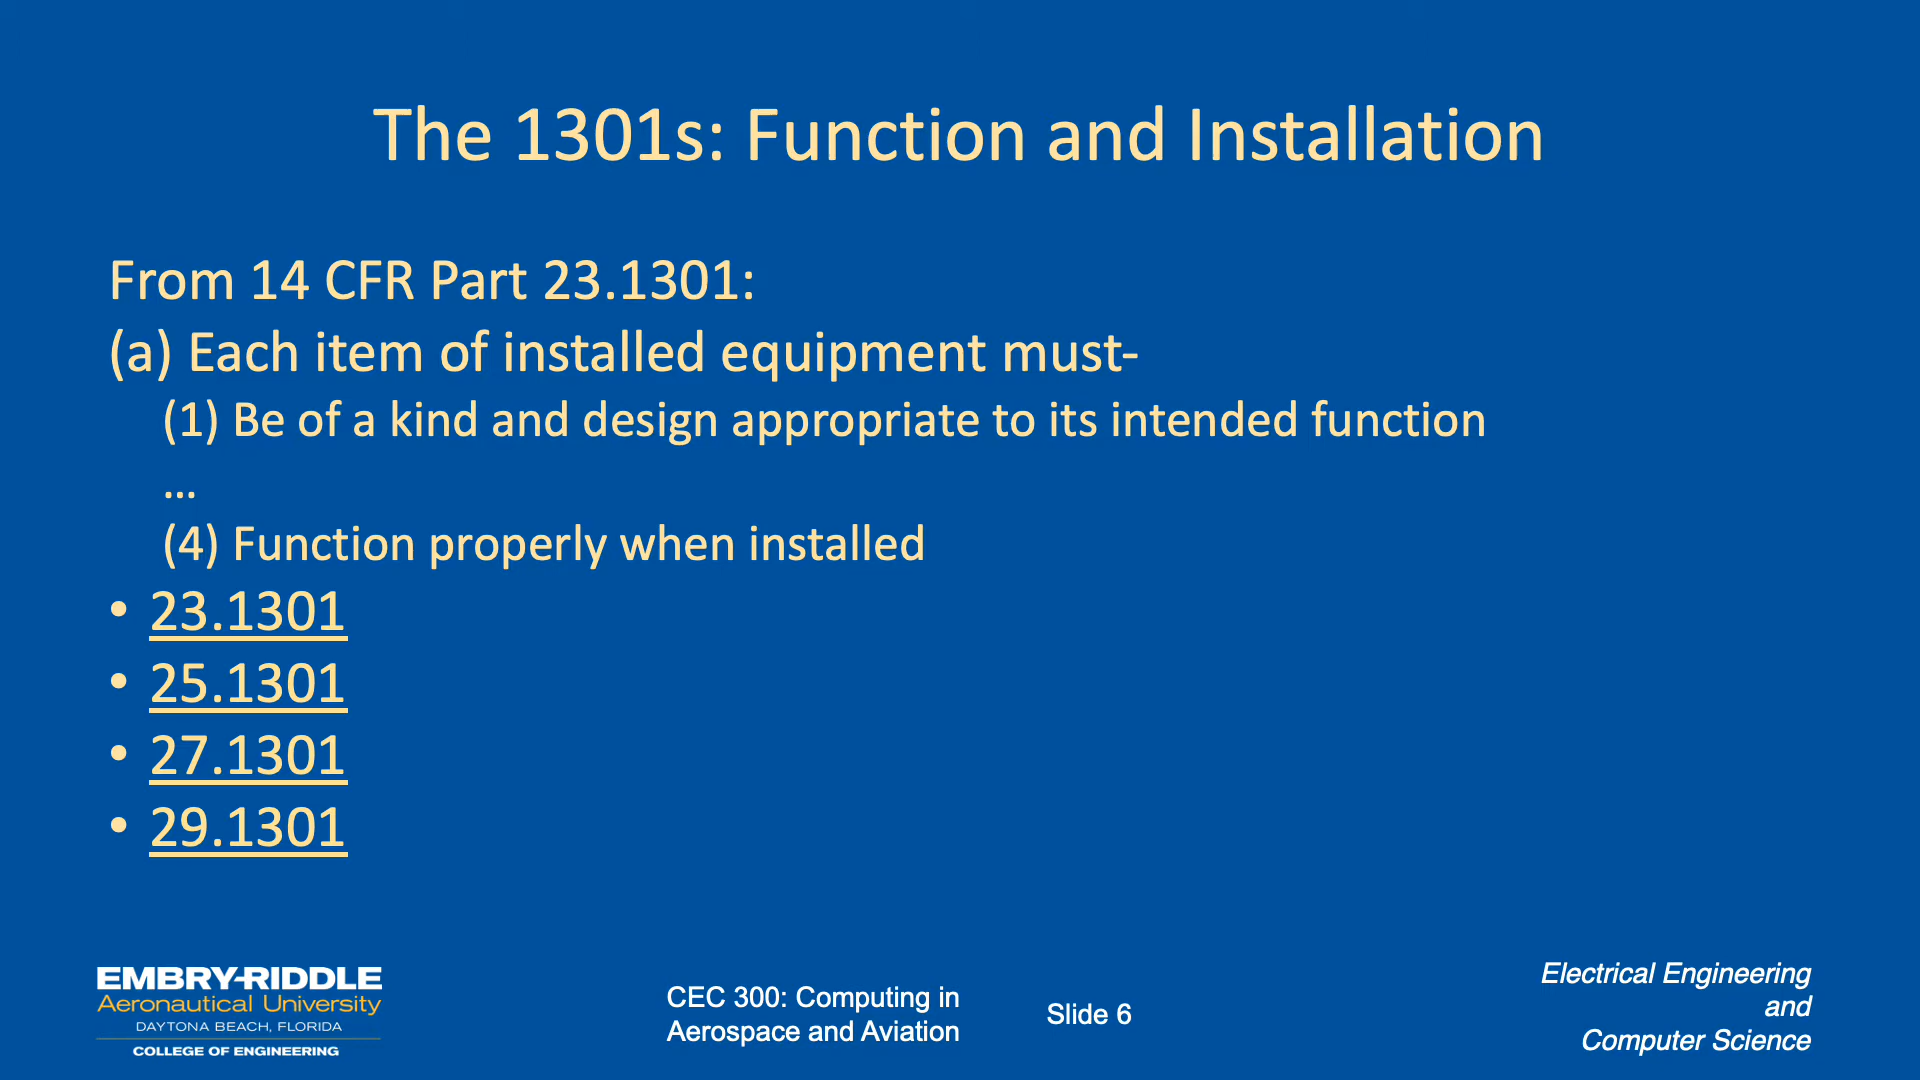 The 1301s: Function and Installation
From 14 CFR Part 23.1301:
(a) Each item of installed equipment must-
(1) Be of a kind and design appropriate to its intended function
…
(4) Function properly when installed
• 23.1301
• 25.1301
• 27.1301
• 29.1301
EMBRY-RIDDLE
Aeronautical University
DAYTONA BEACH, FLORIDA
COLLEGE OF ENGINEERING
CEC 300: Computing in
Aerospace and Aviation
Slide 6
Electrical Engineering
and
Computer Science